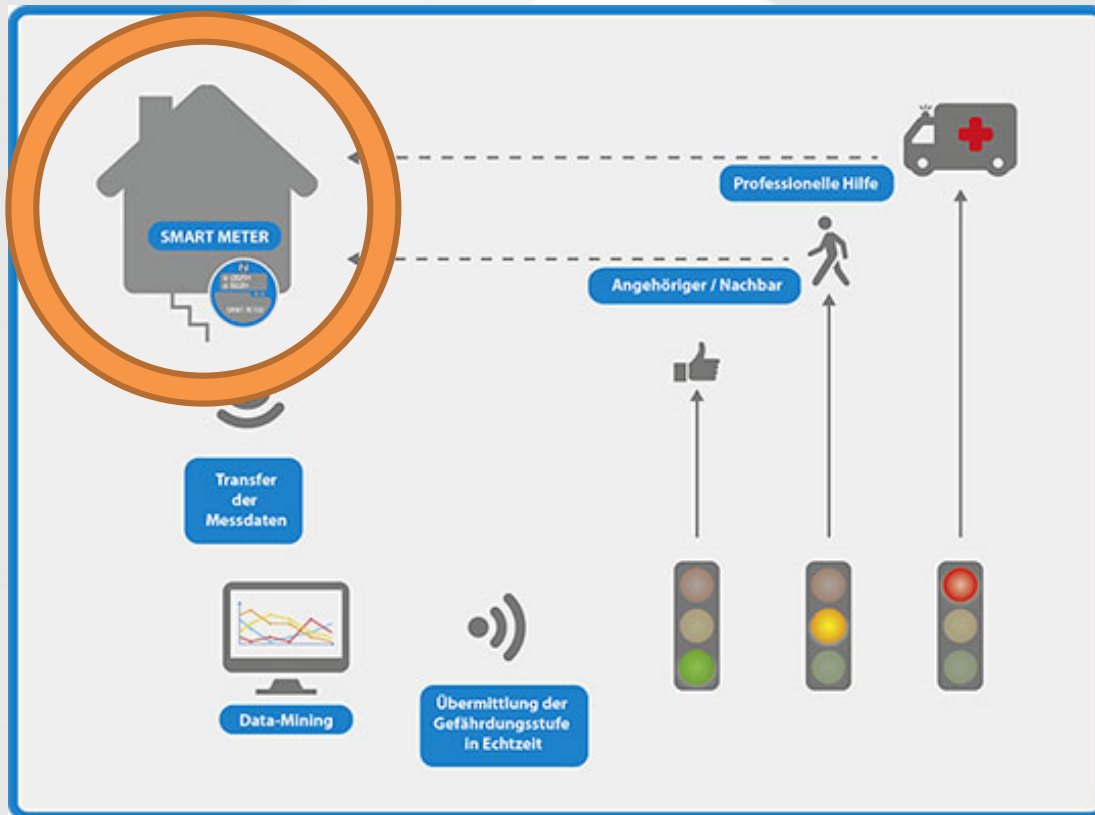 Professionelle Hilfe
SMART METER
Angehöriger / Nachbar
Transfer
der
Messdaten
Data-Mining
Übermittlung der
Gefährdungsstufe
in Echtzeit